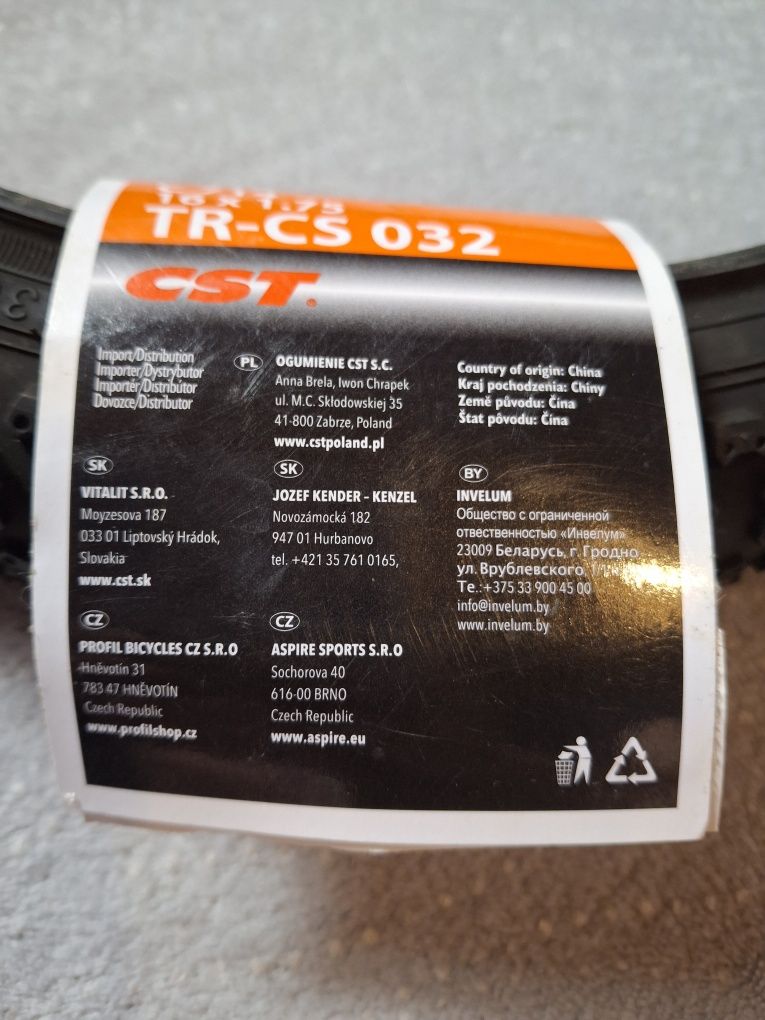 16 X 1.75
TR-CS 032
CST.
Import/Distribution
Importer/Dystrybutor
Importér/Distribútor
Dovozce/Distributor
PL
OGUMIENIE CST S.C.
Anna Brela, Iwon Chrapek
ul. M.C. Skłodowskiej 35
41-800 Zabrze, Poland
www.cstpoland.pl
Country of origin: China
Kraj pochodzenia: Chiny
Země původu: Čína
Štat pôvodu: Čína
SK
VITALIT S.R.O.
Moyzesova 187
033 01 Liptovský Hrádok,
Slovakia
www.cst.sk
SK
JOZEF KENDER - KENZEL
Novozámocká 182
947 01 Hurbanovo
tel. +421 35 761 0165,
BY
INVELUM
Общество с ограниченной
отвественностью «Инвелум»
23009 Беларусь, г. Гродно
ул. Врублевского,
Те.:+375 33 900 45 00
info@invelum.by
www.invelum.by
CZ
PROFIL BICYCLES CZ S.R.O
Hněvotín 31
783 47 HNĚVOTÍN
Czech Republic
www.profilshop.cz
CZ
ASPIRE SPORTS S.R.O
Sochorova 40
616 00 BRNO
Czech Republic
www.aspire.eu